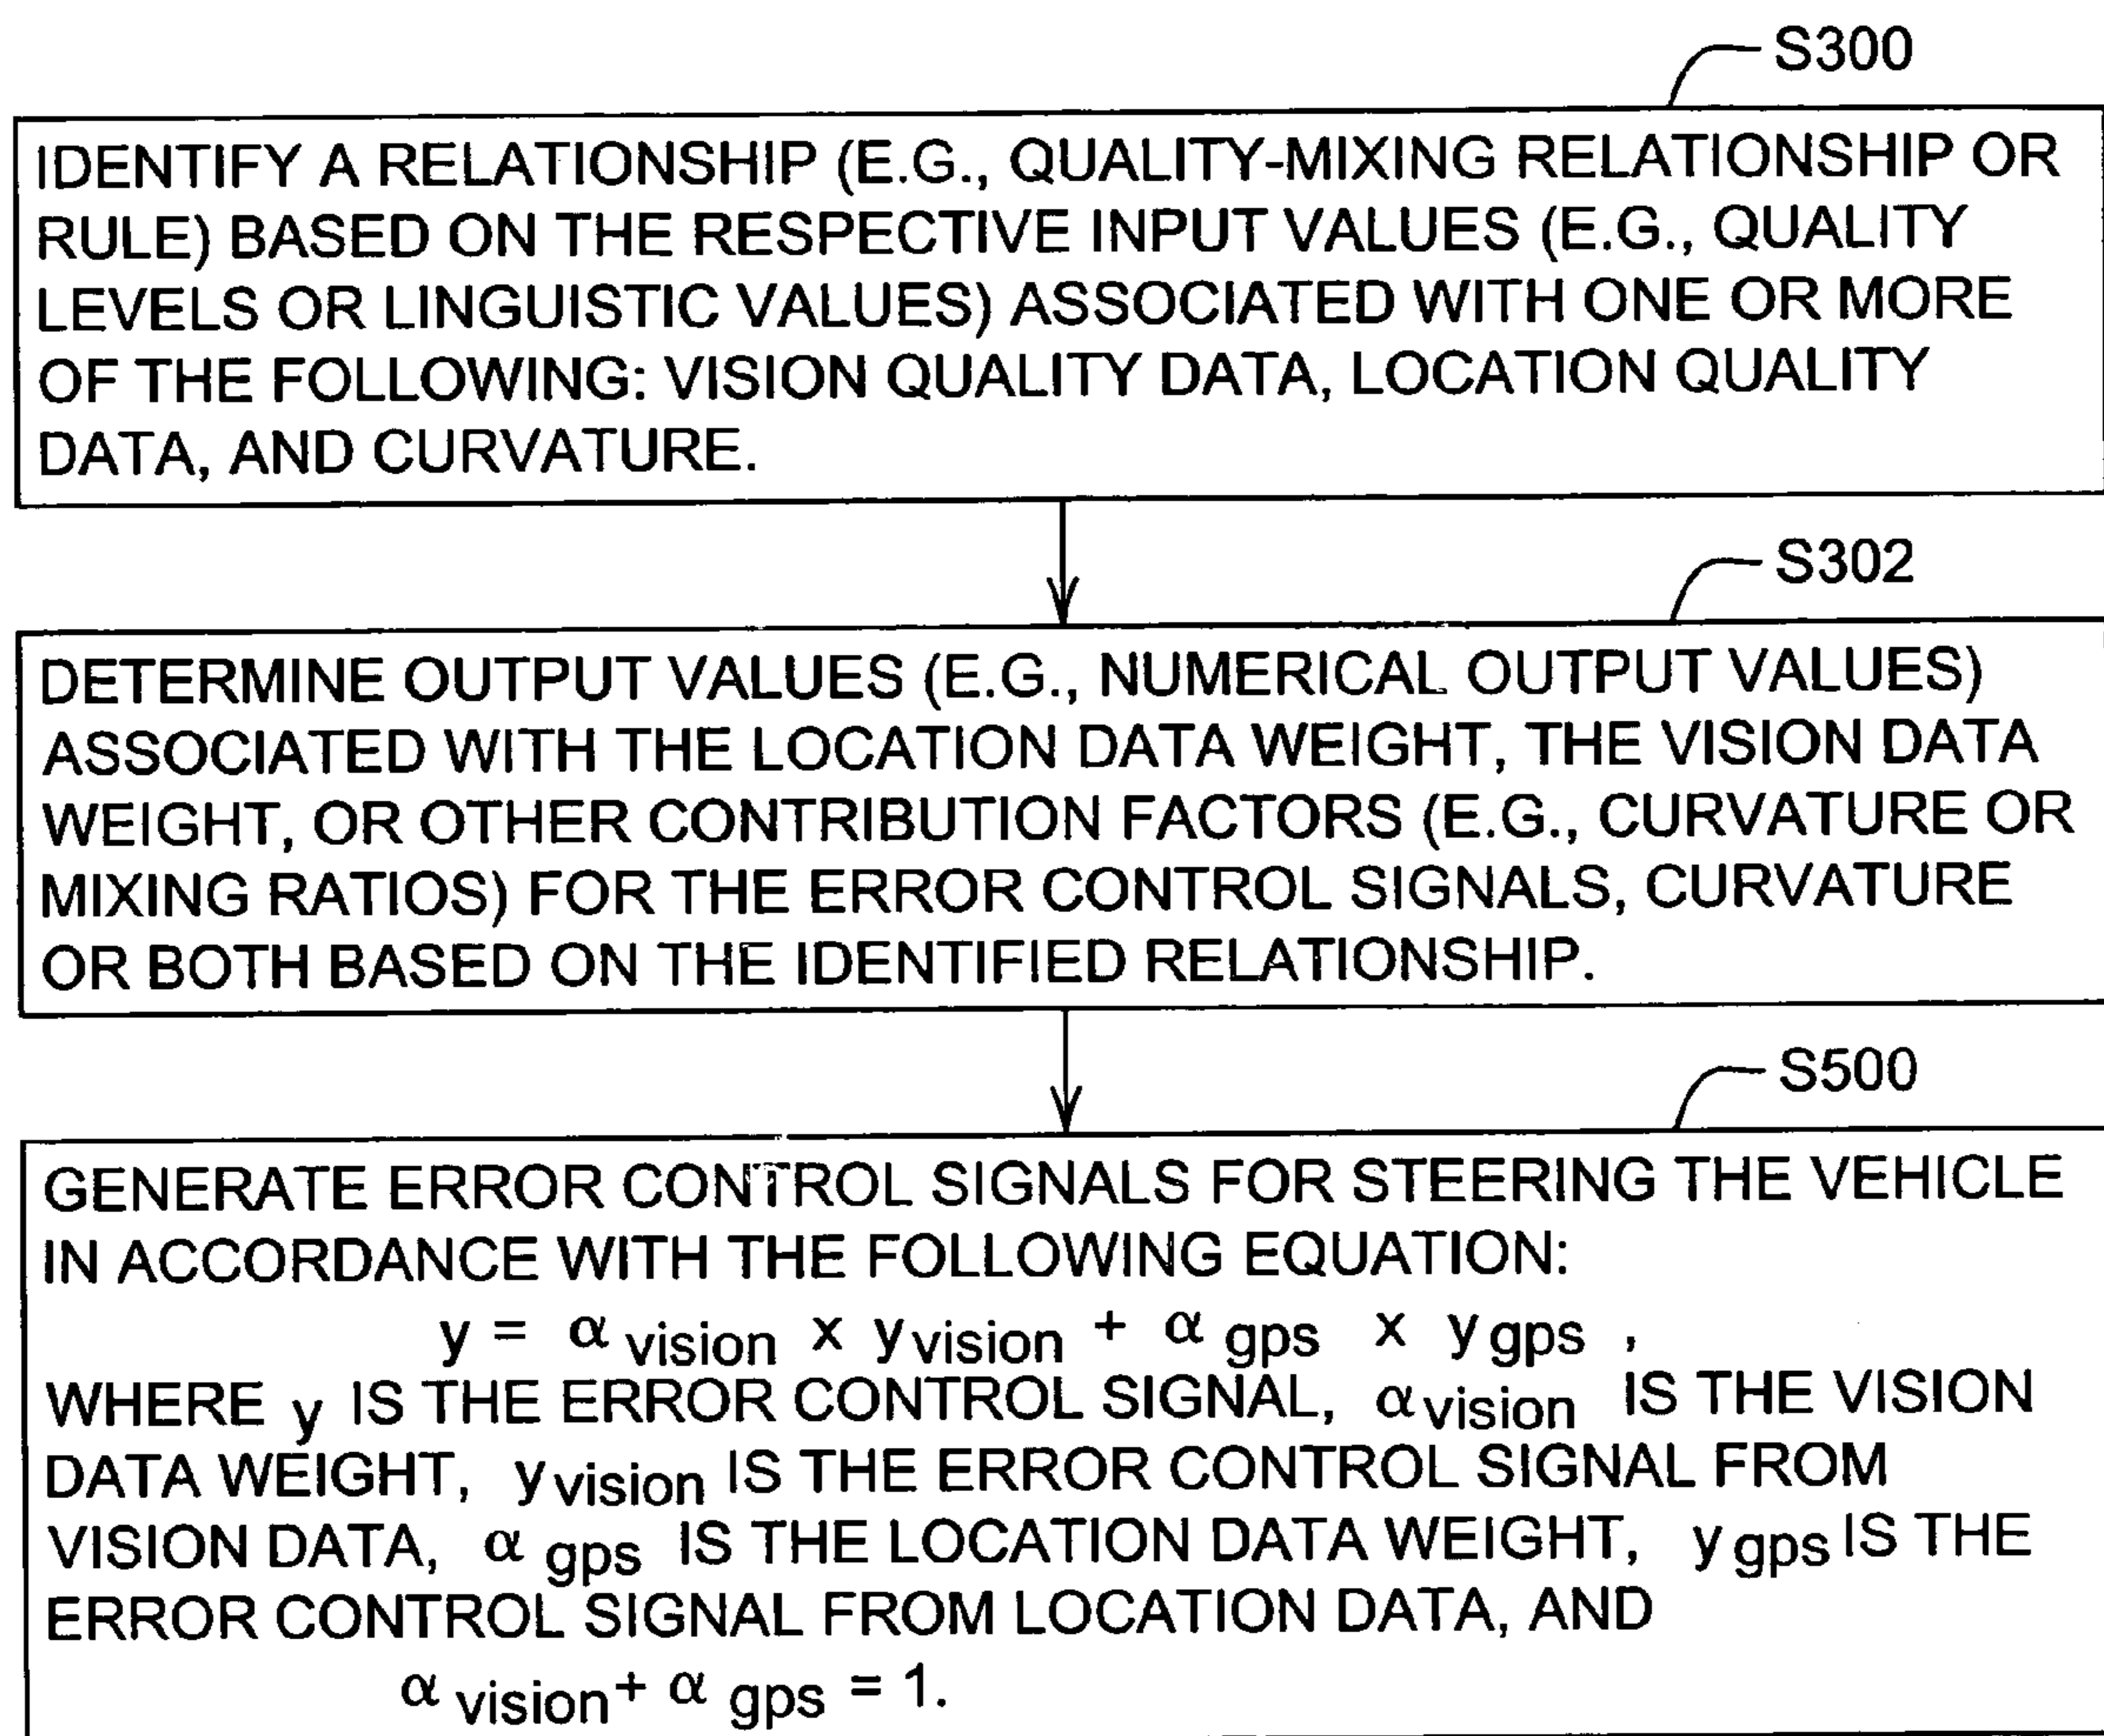 S300
IDENTIFY A RELATIONSHIP (E.G., QUALITY-MIXING RELATIONSHIP OR
RULE) BASED ON THE RESPECTIVE INPUT VALUES (E.G., QUALITY
LEVELS OR LINGUISTIC VALUES) ASSOCIATED WITH ONE OR MORE
OF THE FOLLOWING: VISION QUALITY DATA, LOCATION QUALITY
DATA, AND CURVATURE.
S302
DETERMINE OUTPUT VALUES (E.G., NUMERICAL OUTPUT VALUES)
ASSOCIATED WITH THE LOCATION DATA WEIGHT, THE VISION DATA
WEIGHT, OR OTHER CONTRIBUTION FACTORS (E.G., CURVATURE OR
MIXING RATIOS) FOR THE ERROR CONTROL SIGNALS, CURVATURE
OR BOTH BASED ON THE IDENTIFIED RELATIONSHIP.
S500
GENERATE ERROR CONTROL SIGNALS FOR STEERING THE VEHICLE
IN ACCORDANCE WITH THE FOLLOWING EQUATION:
y = α vision x y vision + α gps x y gps ,
WHERE y IS THE ERROR CONTROL SIGNAL, α vision IS THE VISION
DATA WEIGHT, y vision IS THE ERROR CONTROL SIGNAL FROM
VISION DATA, α gps IS THE LOCATION DATA WEIGHT, y gps IS THE
ERROR CONTROL SIGNAL FROM LOCATION DATA, AND
α vision + α gps = 1.